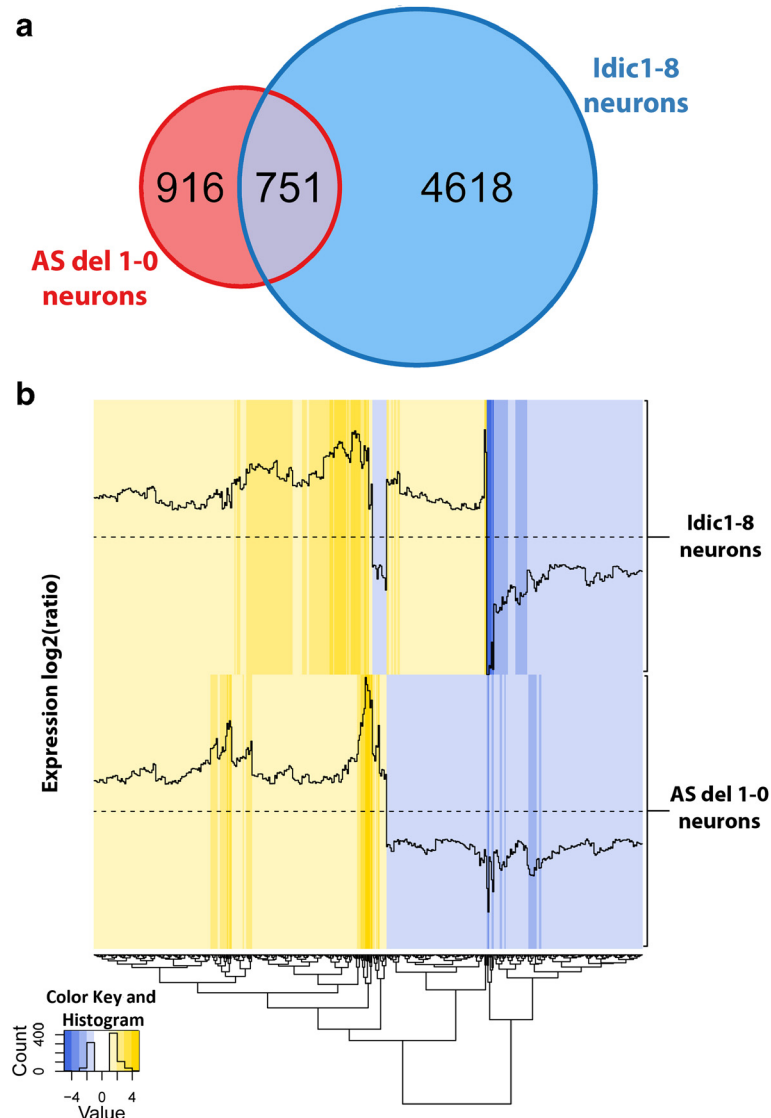 a
Idic1-8
neurons
916
751
4618
AS del 1-0
neurons
b
Expression log2(ratio)
Idic1-8
neurons
AS del 1-0
neurons
Color Key and
Histogram
Count
0 400
−4 0 4
Value